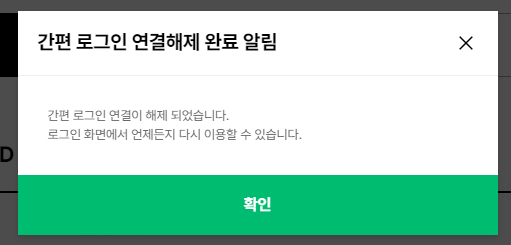 간편 로그인 연결해제 완료 알림
간편 로그인 연결이 해제 되었습니다.
로그인 화면에서 언제든지 다시 이용할 수 있습니다.
D
확인